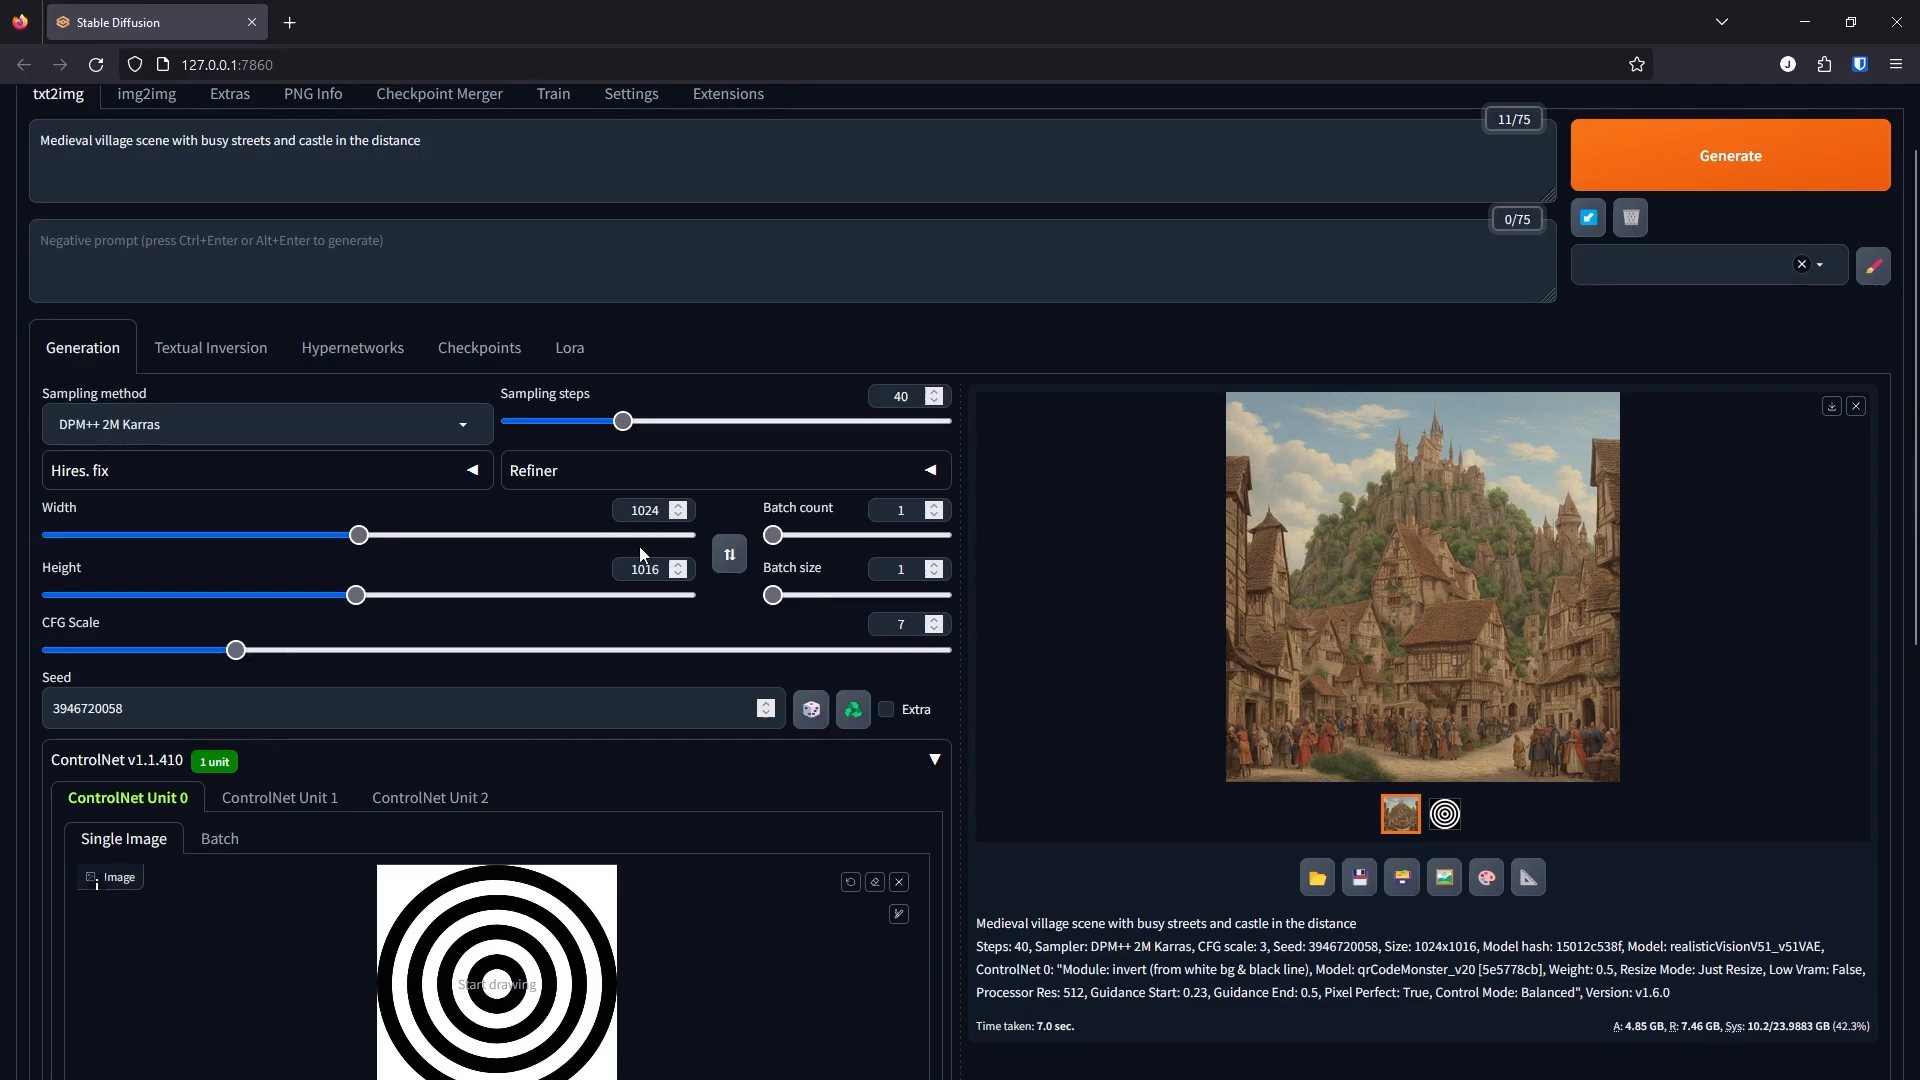 Stable Diffusion
127.0.0.1:7860
txt2img
img2img
Extras
PNG Info
Checkpoint Merger
Train
Settings
Extensions
11/75
Medieval village scene with busy streets and castle in the distance
Generate
0/75
Negative prompt (press Ctrl+Enter or Alt+Enter to generate)
Generation
Textual Inversion
Hypernetworks
Checkpoints
Lora
Sampling method
Sampling steps
40
DPM++ 2M Karras
Hires. fix
Refiner
Width
1024
Batch count
1
Height
1016
Batch size
1
CFG Scale
7
Seed
3946720058
Extra
ControlNet v1.1.410
1 unit
ControlNet Unit 0
ControlNet Unit 1
ControlNet Unit 2
Single Image
Batch
Image
Start drawing
Medieval village scene with busy streets and castle in the distance
Steps: 40, Sampler: DPM++ 2M Karras, CFG scale: 3, Seed: 3946720058, Size: 1024x1016, Model hash: 15012c538f, Model: realisticVisionV51_v51VAE,
ControlNet 0: "Module: invert (from white bg & black line), Model: qrCodeMonster_v20 [5e5778cb], Weight: 0.5, Resize Mode: Just Resize, Low Vram: False,
Processor Res: 512, Guidance Start: 0.23, Guidance End: 0.5, Pixel Perfect: True, Control Mode: Balanced", Version: v1.6.0
Time taken: 7.0 sec.
A: 4.85 GB, R: 7.46 GB, Sys: 10.2/23.9883 GB (42.3%)